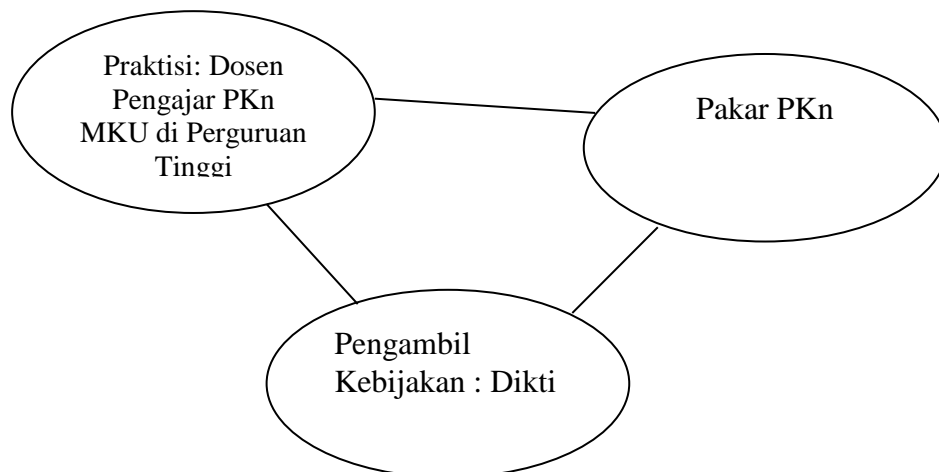 Praktisi: Dosen
Pengajar PKn
MKU di Perguruan
Tinggi
Pakar PKn
Pengambil
Kebijakan : Dikti